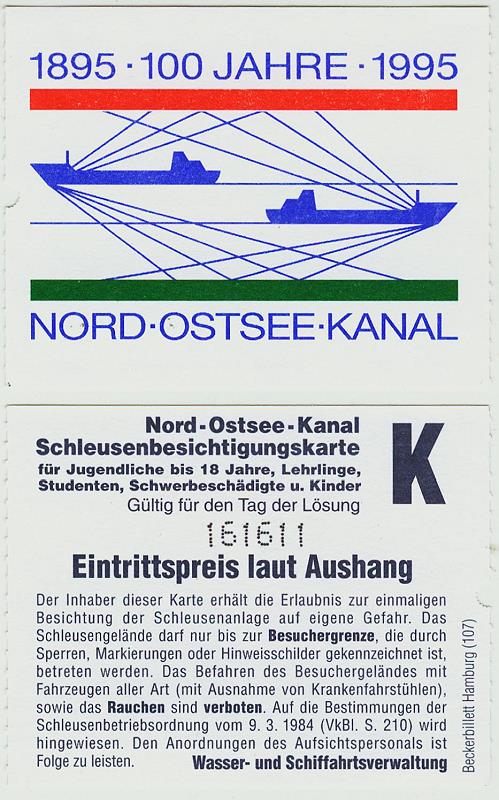 1895 · 100 JAHRE · 1995
NORD·OSTSEE·KANAL
Nord-Ostsee-Kanal
Schleusenbesichtigungskarte
für Jugendliche bis 18 Jahre, Lehrlinge,
Studenten, Schwerbeschädigte u. Kinder
Gültig für den Tag der Lösung
K
161611
Eintrittspreis laut Aushang
Der Inhaber dieser Karte erhält die Erlaubnis zur einmaligen
Besichtung der Schleusenanlage auf eigene Gefahr. Das
Schleusengelände darf nur bis zur Besuchergrenze, die durch
Sperren, Markierungen oder Hinweisschilder gekennzeichnet ist,
betreten werden. Das Befahren des Besuchergeländes mit
Fahrzeugen aller Art (mit Ausnahme von Krankenfahrstühlen),
sowie das Rauchen sind verboten. Auf die Bestimmungen der
Schleusenbetriebsordnung vom 9. 3. 1984 (VkBl. S. 210) wird
hingewiesen. Den Anordnungen des Aufsichtspersonals ist
Folge zu leisten. Wasser- und Schiffahrtsverwaltung
Beckerbillett Hamburg (107)